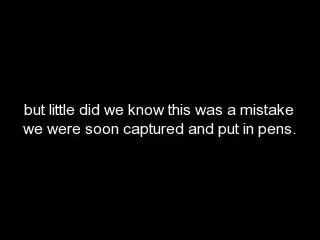 but little did we know this was a mistake
we were soon captured and put in pens.